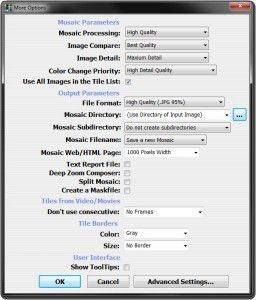 More Options
Mosaic Parameters
Mosaic Processing: High Quality
Image Compare: Best Quality
Image Detail: Maxium Detail
Color Change Priority: High Detail Quality
Use All Images in the Tile List:
Output Parameters
File Format: High Quality (.JPG 95%)
Mosaic Directory: (Use Directory of Input Image) ...
Mosaic Subdirectory: Do not create subdirectories
Mosaic Filename: Save a new Mosaic
Mosaic Web/HTML Page: 1000 Pixels Width
Text Report File:
Deep Zoom Composer:
Split Mosaic:
Create a Maskfile:
Tiles from Video/Movies
Don't use consecutive: No Frames
Tile Borders
Color: Gray
Size: No Border
User Interface
Show ToolTips:
OK Cancel Advanced Settings...